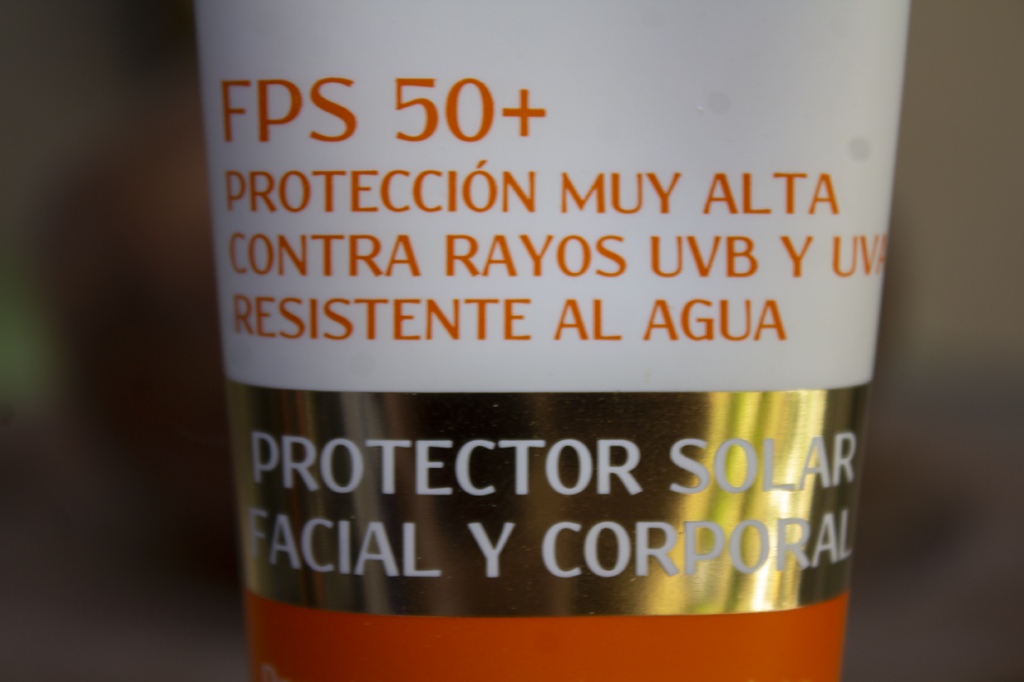 FPS 50+
PROTECCIÓN MUY ALTA
CONTRA RAYOS UVB Y UVA
RESISTENTE AL AGUA
PROTECTOR SOLAR
FACIAL Y CORPORAL